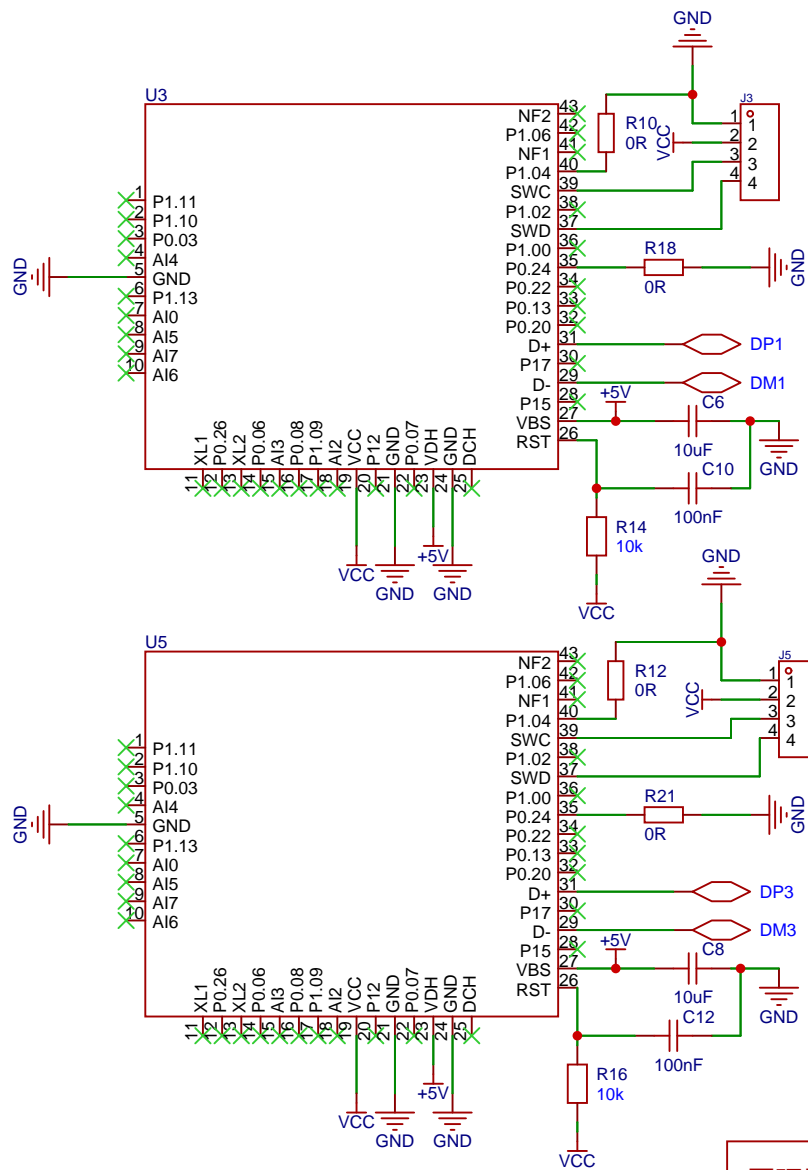 GND
J3
U3
43
NF2
42
P1.06
41
NF1
40
P1.04
39
SWC
38
P1.02
37
SWD
36
P1.00
35
P0.24
34
P0.22
33
P0.13
32
P0.20
31
D+
30
P17
29
D-
28
P15
27
VBS
26
RST
R10
0R
VCC
1 1
2 2
3 3
4 4
1 P1.11
2 P1.10
3 P0.03
4 AI4
5 GND
6 P1.13
7 AI0
8 AI5
9 AI7
10 AI6
GND
R18
0R
GND
DP1
DM1
+5V
C6
10uF
GND
C10
100nF
R14
10k
VCC
11 XL1
12 P0.26
13 XL2
14 P0.06
15 AI3
16 P0.08
17 P1.09
18 AI2
19 VCC
20 P12
21 GND
22 P0.07
23 VDH
24 GND
25 DCH
VCC
GND
+5V
GND
GND
J5
U5
43
NF2
42
P1.06
41
NF1
40
P1.04
39
SWC
38
P1.02
37
SWD
36
P1.00
35
P0.24
34
P0.22
33
P0.13
32
P0.20
31
D+
30
P17
29
D-
28
P15
27
VBS
26
RST
R12
0R
VCC
1 1
2 2
3 3
4 4
1 P1.11
2 P1.10
3 P0.03
4 AI4
5 GND
6 P1.13
7 AI0
8 AI5
9 AI7
10 AI6
GND
R21
0R
GND
DP3
DM3
+5V
C8
10uF
GND
C12
100nF
R16
10k
VCC
11 XL1
12 P0.26
13 XL2
14 P0.06
15 AI3
16 P0.08
17 P1.09
18 AI2
19 VCC
20 P12
21 GND
22 P0.07
23 VDH
24 GND
25 DCH
VCC
GND
+5V
GND